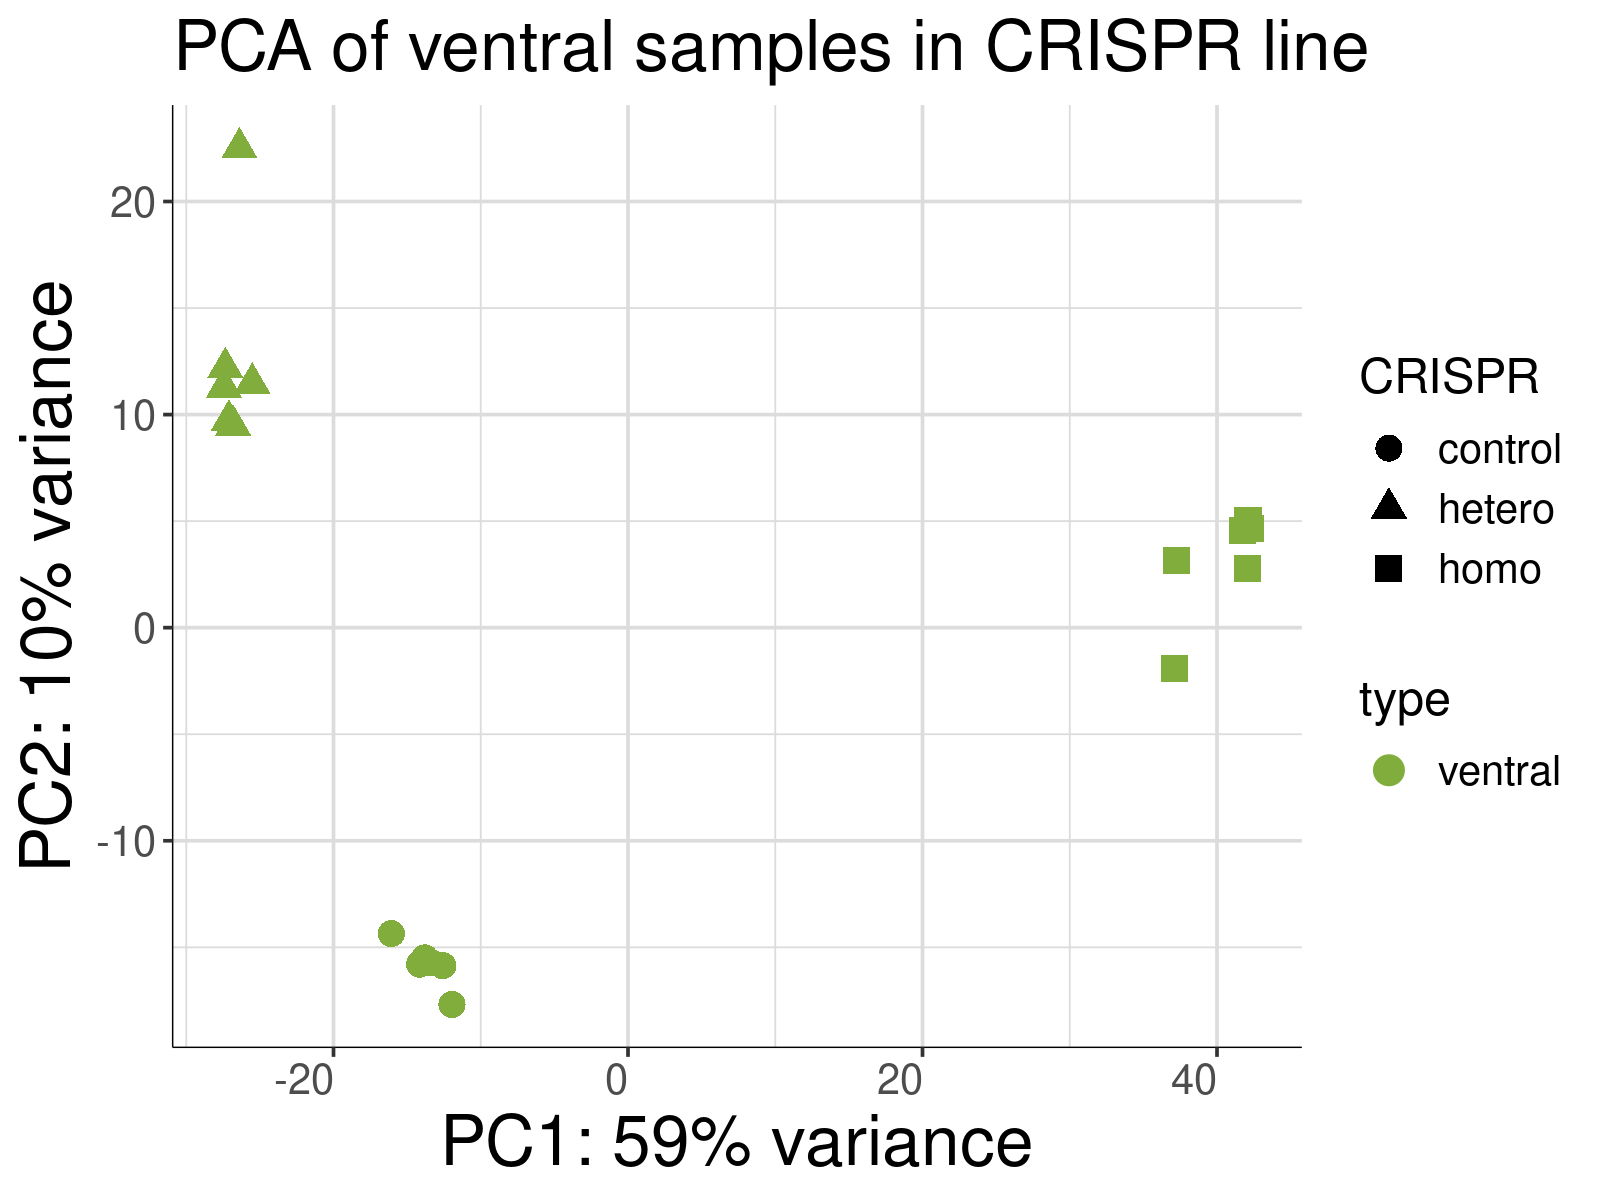 PCA of ventral samples in CRISPR line
PC2: 10% variance
20
10
0
-10
-20
0
20
40
PC1: 59% variance
CRISPR
control
hetero
homo
type
ventral